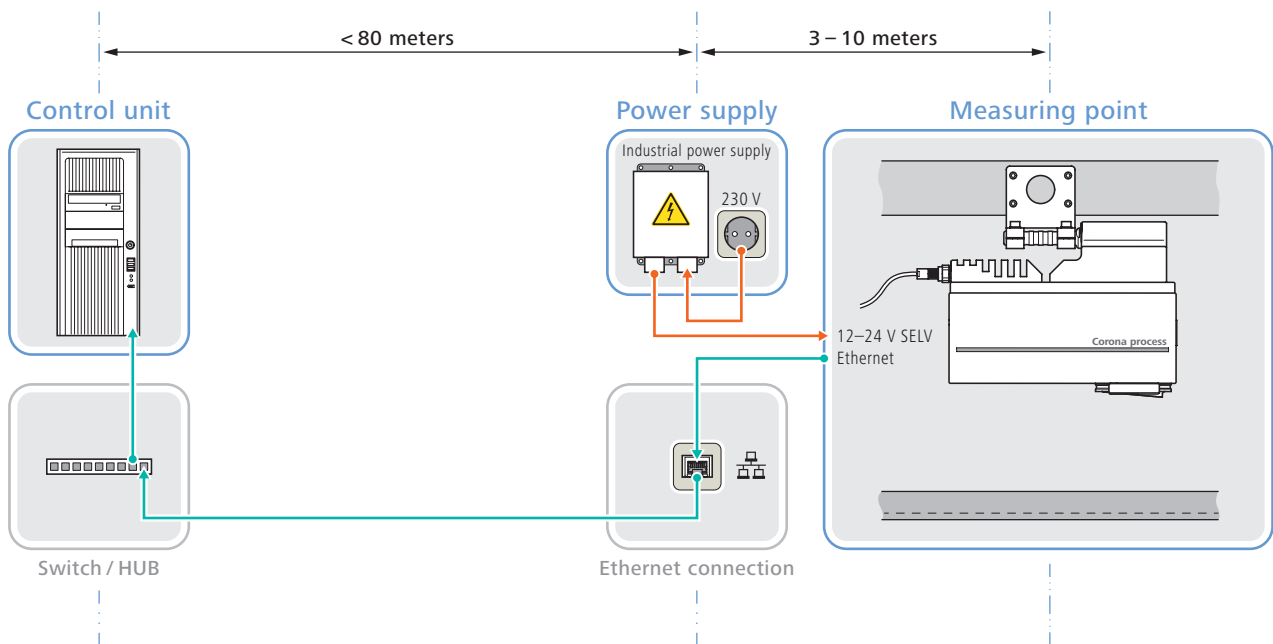 < 80 meters
3 – 10 meters
Control unit
Power supply
Measuring point
Industrial power supply
230 V
12–24 V SELV
Ethernet
Corona process
Switch / HUB
Ethernet connection